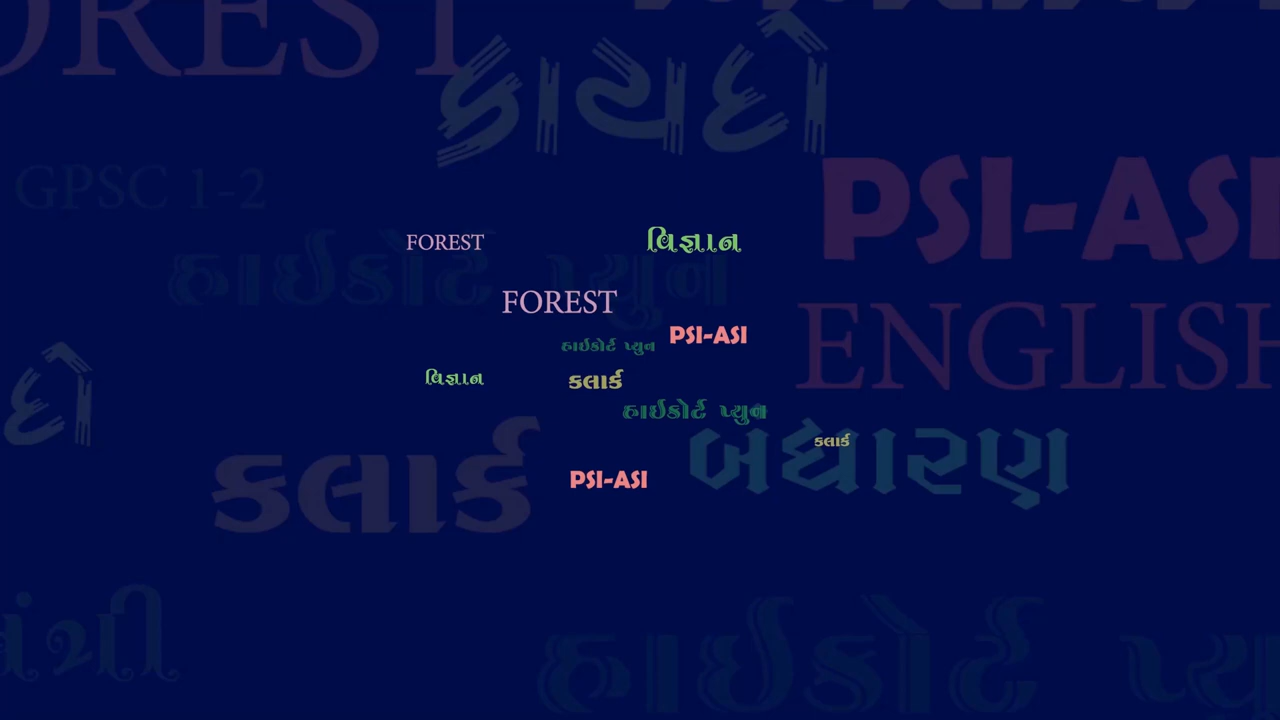 કાયદો
PSI-ASI
GPSC 1-2
FOREST
વિજ્ઞાન
હાઈકોર્ટ પ્યુન
FOREST
ENGLISH
PSI-ASI
હાઈકોર્ટ પ્યુન
વિજ્ઞાન
કલાર્ક
હાઈકોર્ટ પ્યુન
કલાર્ક
કલાર્ક
બંધારણ
PSI-ASI
હાઈકોર્ટ